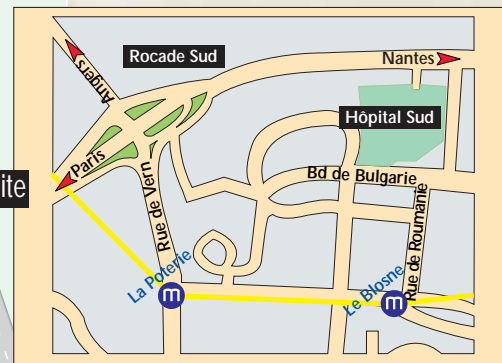 Rocade Sud
Nantes
Angers
Hôpital Sud
Paris
ite
Bd de Bulgarie
Rue de Vern
Rue de Roumanie
La Poterie
Le Blosne
m
m